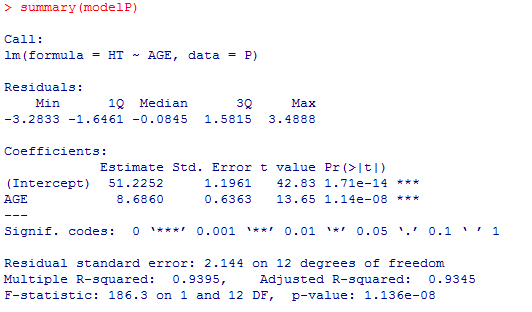 > summary(modelP)
Call:
lm(formula = HT ~ AGE, data = P)
Residuals:
    Min      1Q  Median      3Q     Max
-3.2833 -1.6461 -0.0845  1.5815  3.4888
Coefficients:
            Estimate Std. Error t value Pr(>|t|)
(Intercept)  51.2252     1.1961   42.83 1.71e-14 ***
AGE           8.6860     0.6363   13.65 1.14e-08 ***
---
Signif. codes:  0 ‘***’ 0.001 ‘**’ 0.01 ‘*’ 0.05 ‘.’ 0.1 ‘ ’ 1
Residual standard error: 2.144 on 12 degrees of freedom
Multiple R-squared:  0.9395,    Adjusted R-squared:  0.9345
F-statistic: 186.3 on 1 and 12 DF,  p-value: 1.136e-08